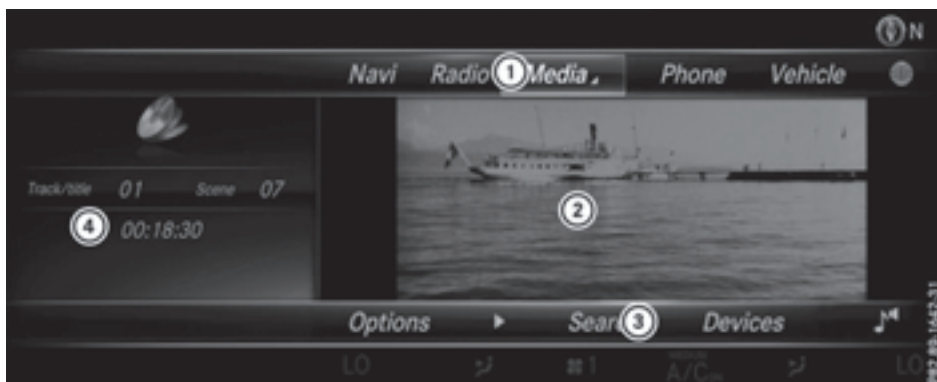 N
Navi Radio 1 Media Phone Vehicle
Track/title 01 Scene 07
4 00:18:30
2
Options Sear 3 Devices
LO 1 A/C LO